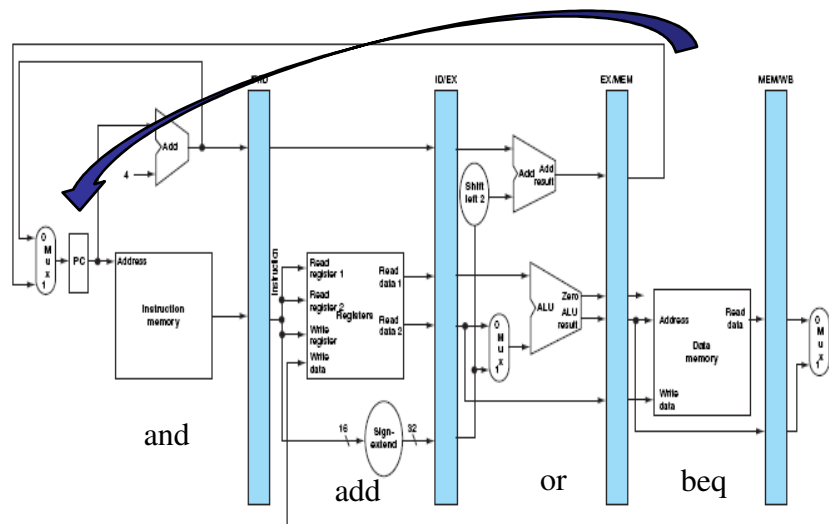 ID/EX
EX/MEM
MEM/WB
Add
4
Shift
left 2
Add
Add
result
0
M
u
x
1
PC
Address
Instruction
memory
Instruction
Read
register 1
Read
register 2
Write
register
Write
data
Registers
Read
data 1
Read
data 2
0
M
u
x
1
ALU
Zero
ALU
result
Address
Read
data
Data
memory
Write
data
0
M
u
x
1
16
Sign-
extend
32
and
add
or
beq